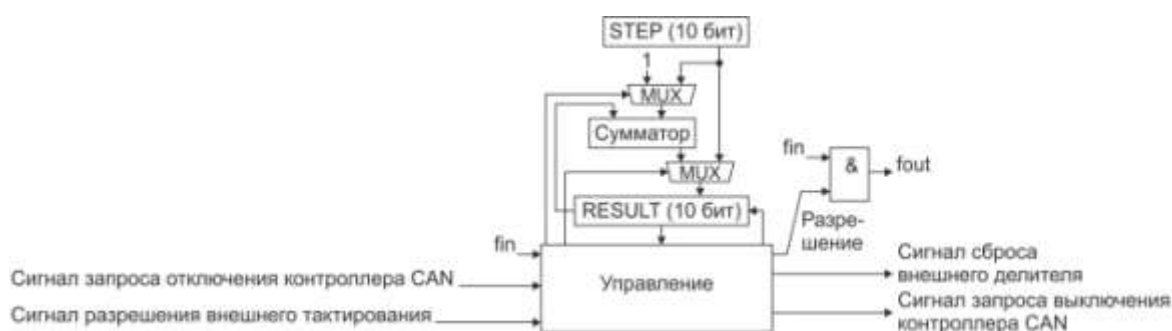 STEP (10 бит)
1
MUX
Сумматор
fin
&
fout
MUX
RESULT (10 бит)
Разре-
шение
fin
Сигнал сброса
внешнего делителя
Сигнал запроса отключения контроллера CAN
Управление
Сигнал запроса выключения
контроллера CAN
Сигнал разрешения внешнего тактирования